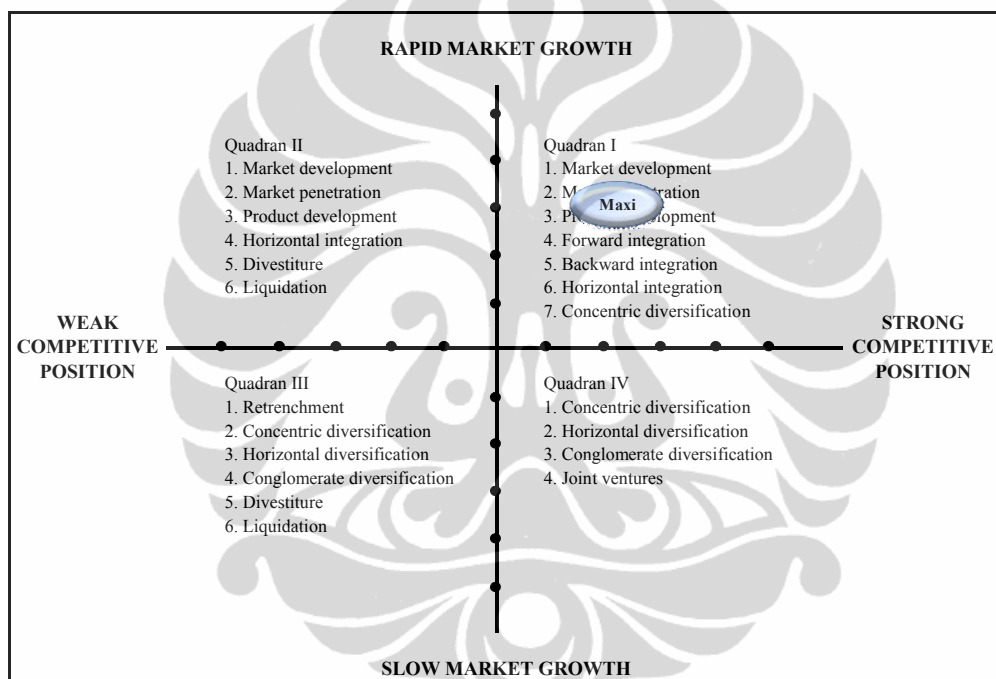 RAPID MARKET GROWTH
Quadran II
1. Market development
2. Market penetration
3. Product development
4. Horizontal integration
5. Divestiture
6. Liquidation
Quadran I
1. Market development
2. M tration
3. P lopment
Maxi
4. Forward integration
5. Backward integration
6. Horizontal integration
7. Concentric diversification
WEAK
COMPETITIVE
POSITION
STRONG
COMPETITIVE
POSITION
Quadran III
1. Retrenchment
2. Concentric diversification
3. Horizontal diversification
4. Conglomerate diversification
5. Divestiture
6. Liquidation
Quadran IV
1. Concentric diversification
2. Horizontal diversification
3. Conglomerate diversification
4. Joint ventures
SLOW MARKET GROWTH